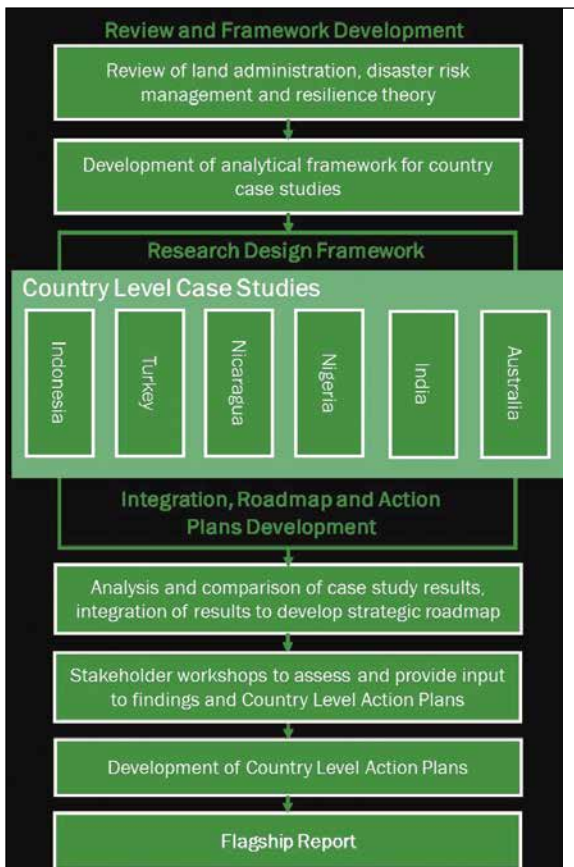 Review and Framework Development
Review of land administration, disaster risk
management and resilience theory
Development of analytical framework for country
case studies
Research Design Framework
Country Level Case Studies
Indonesia
Turkey
Nicaragua
Nigeria
India
Australia
Integration, Roadmap and Action
Plans Development
Analysis and comparison of case study results,
integration of results to develop strategic roadmap
Stakeholder workshops to assess and provide input
to findings and Country Level Action Plans
Development of Country Level Action Plans
Flagship Report